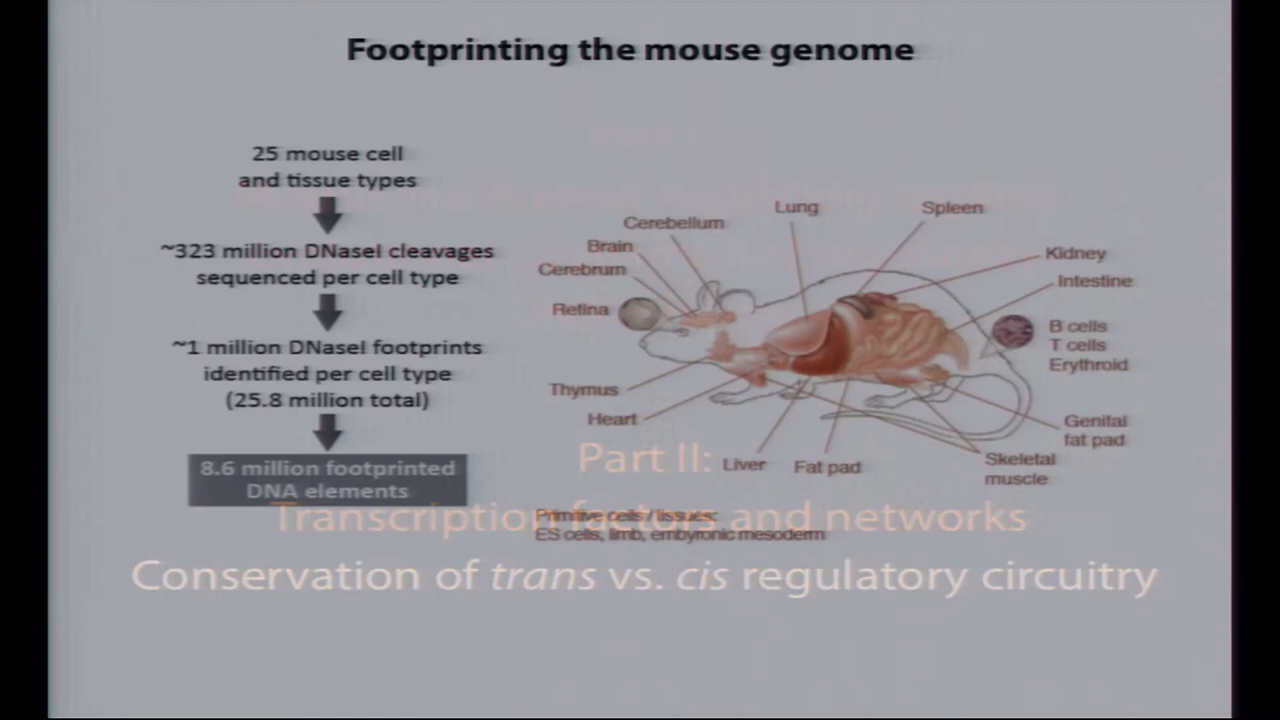 Footprinting the mouse genome
25 mouse cell
and tissue types
~323 million DNaseI cleavages
sequenced per cell type
~1 million DNaseI footprints
identified per cell type
(25.8 million total)
8.6 million footprinted
DNA elements
Lung
Spleen
Cerebellum
Brain
Cerebrum
Retina
Kidney
Intestine
B cells
T cells
Erythroid
Thymus
Heart
Liver
Fat pad
Genital
fat pad
Skeletal
muscle
Primitive cells / tissues:
ES cells, limb, embyronic mesoderm
Part II:
Transcription factors and networks
Conservation of trans vs. cis regulatory circuitry